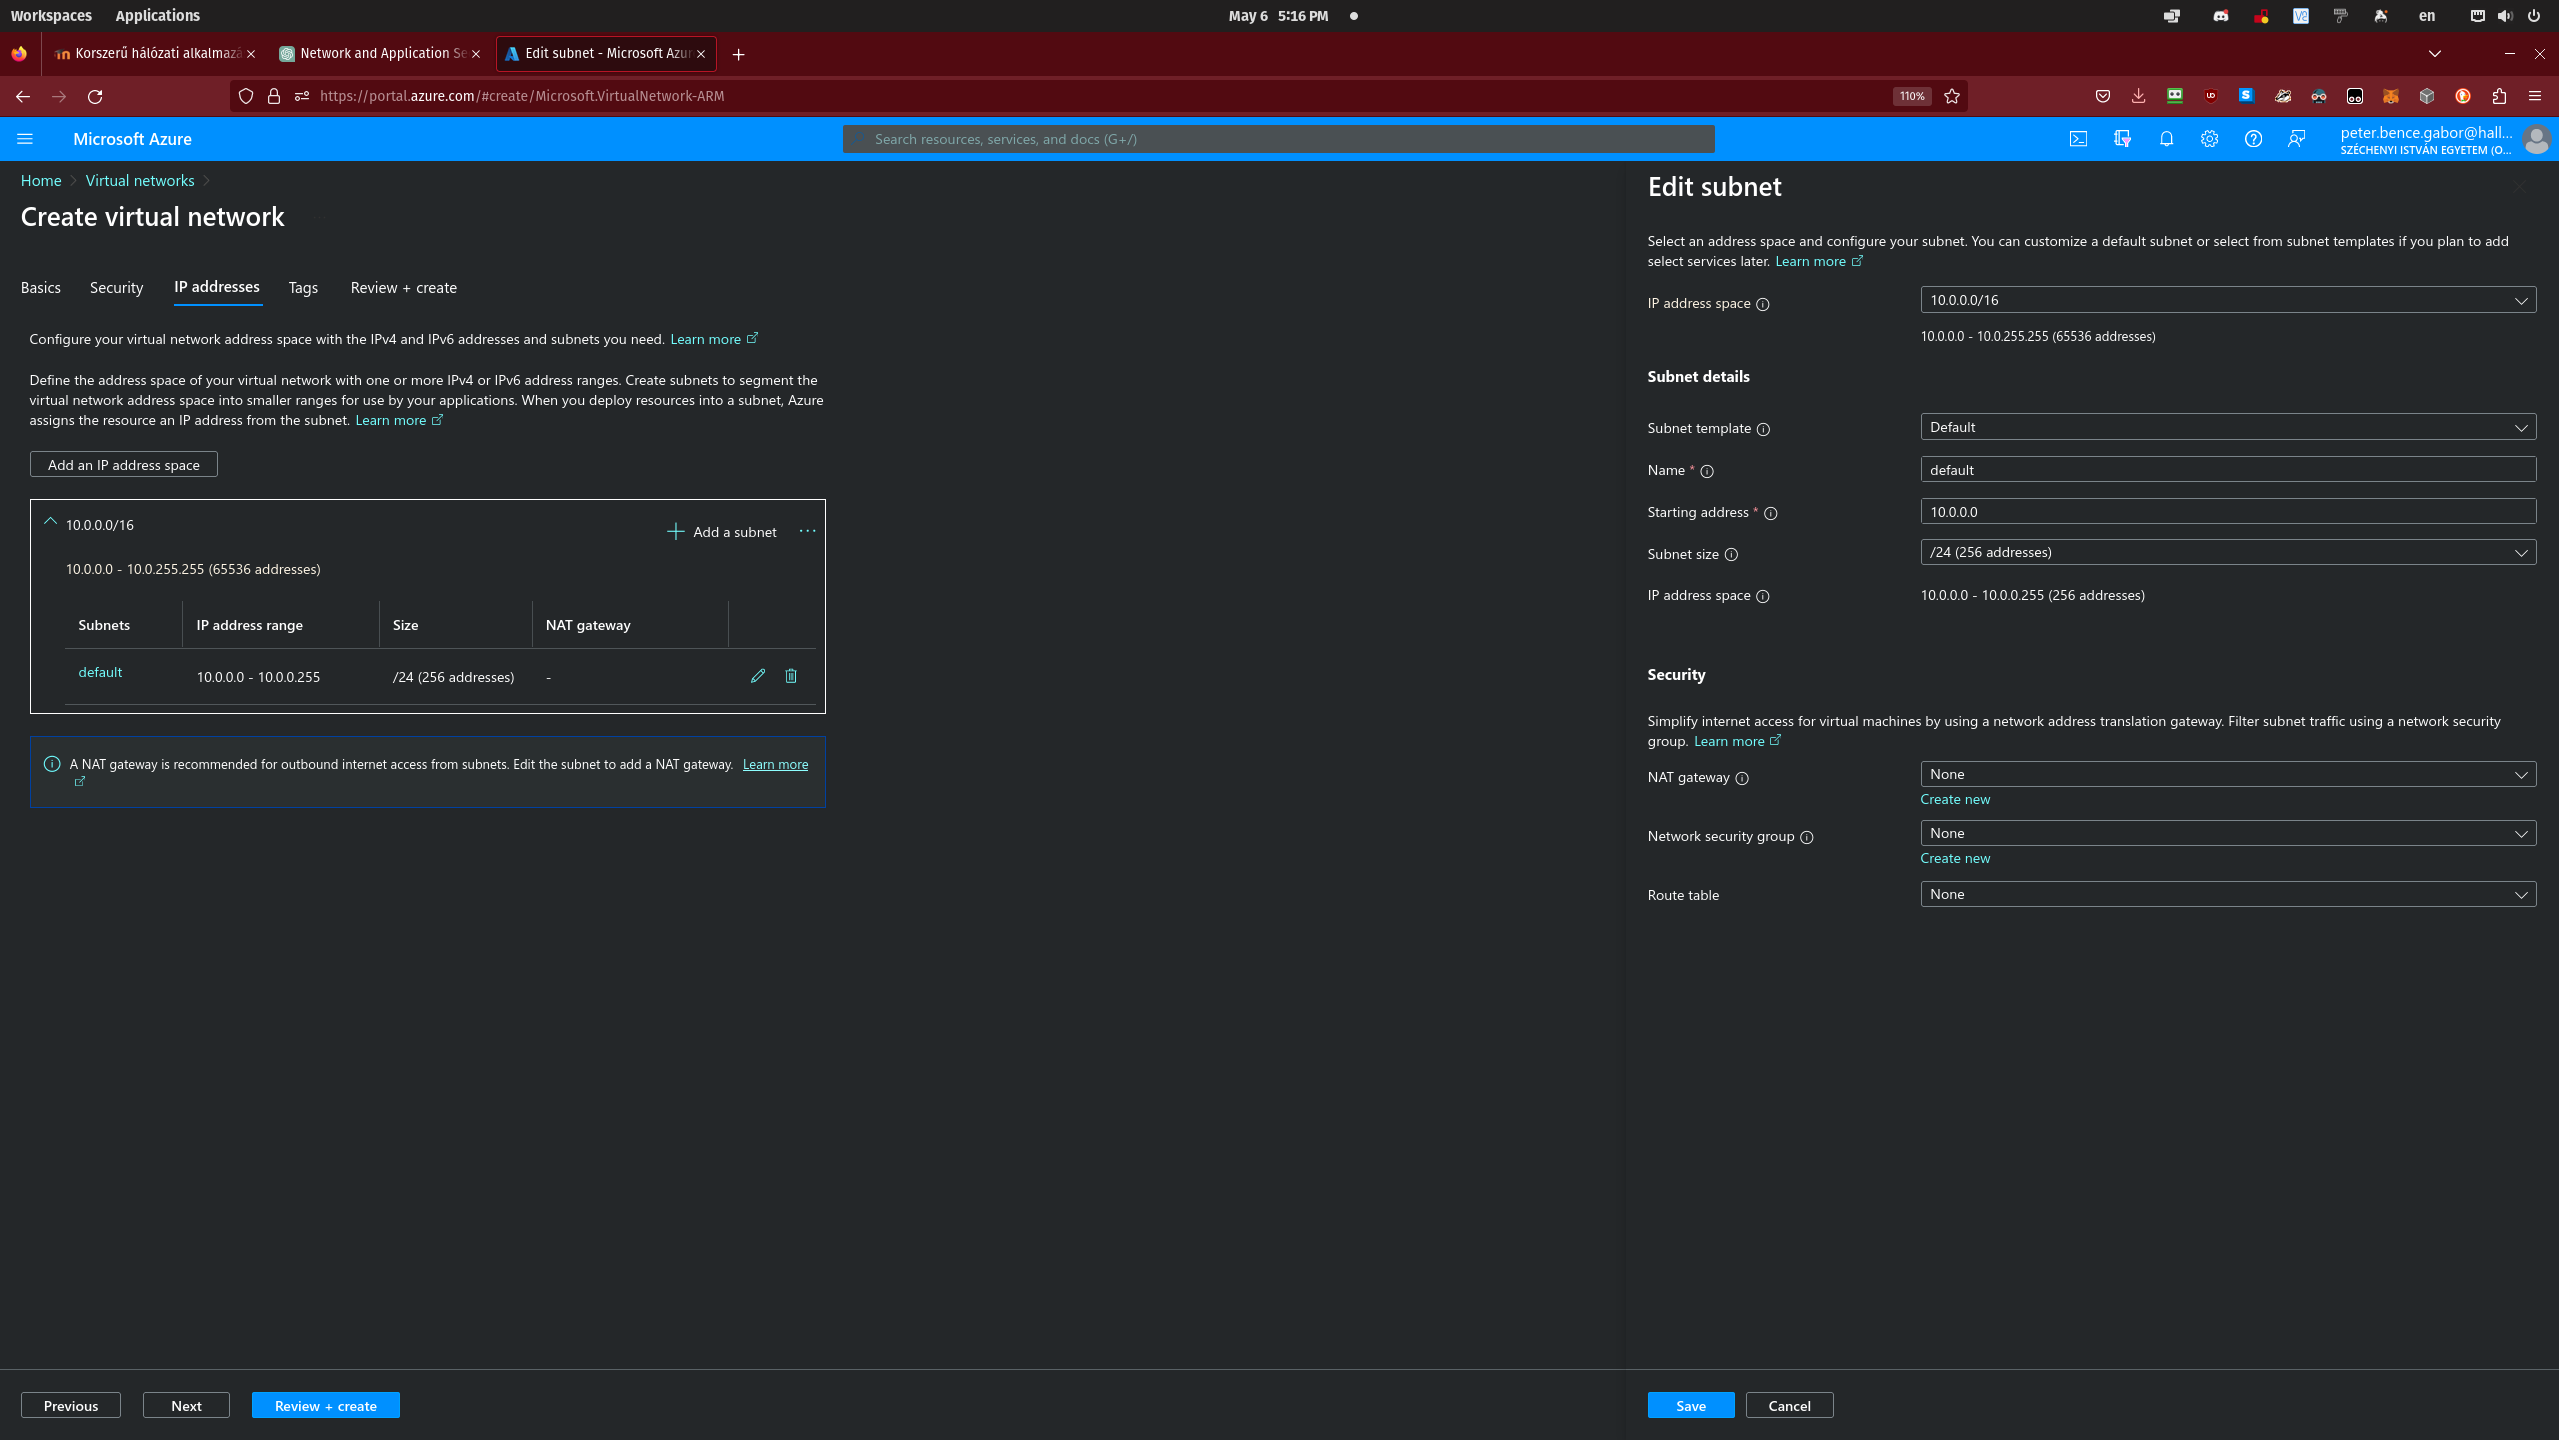 Workspaces Applications May 6 5:16 PM en
Korszerű hálózati alkalmazá Network and Application Se Edit subnet - Microsoft Azur
https://portal.azure.com/#create/Microsoft.VirtualNetwork-ARM 110%
Microsoft Azure Search resources, services, and docs (G+/) peter.bence.gabor@hall...
SZÉCHENYI ISTVÁN EGYETEM (O...
Home Virtual networks
Create virtual network
Basics Security IP addresses Tags Review + create
Configure your virtual network address space with the IPv4 and IPv6 addresses and subnets you need. Learn more
Define the address space of your virtual network with one or more IPv4 or IPv6 address ranges. Create subnets to segment the
virtual network address space into smaller ranges for use by your applications. When you deploy resources into a subnet, Azure
assigns the resource an IP address from the subnet. Learn more
Add an IP address space
10.0.0.0/16 Add a subnet
10.0.0.0 - 10.0.255.255 (65536 addresses)
Subnets IP address range Size NAT gateway
default 10.0.0.0 - 10.0.0.255 /24 (256 addresses) -
A NAT gateway is recommended for outbound internet access from subnets. Edit the subnet to add a NAT gateway. Learn more
Previous Next Review + create
Edit subnet
Select an address space and configure your subnet. You can customize a default subnet or select from subnet templates if you plan to add
select services later. Learn more
IP address space 10.0.0.0/16
10.0.0.0 - 10.0.255.255 (65536 addresses)
Subnet details
Subnet template Default
Name * default
Starting address * 10.0.0.0
Subnet size /24 (256 addresses)
IP address space 10.0.0.0 - 10.0.0.255 (256 addresses)
Security
Simplify internet access for virtual machines by using a network address translation gateway. Filter subnet traffic using a network security
group. Learn more
NAT gateway None
Create new
Network security group None
Create new
Route table None
Save Cancel